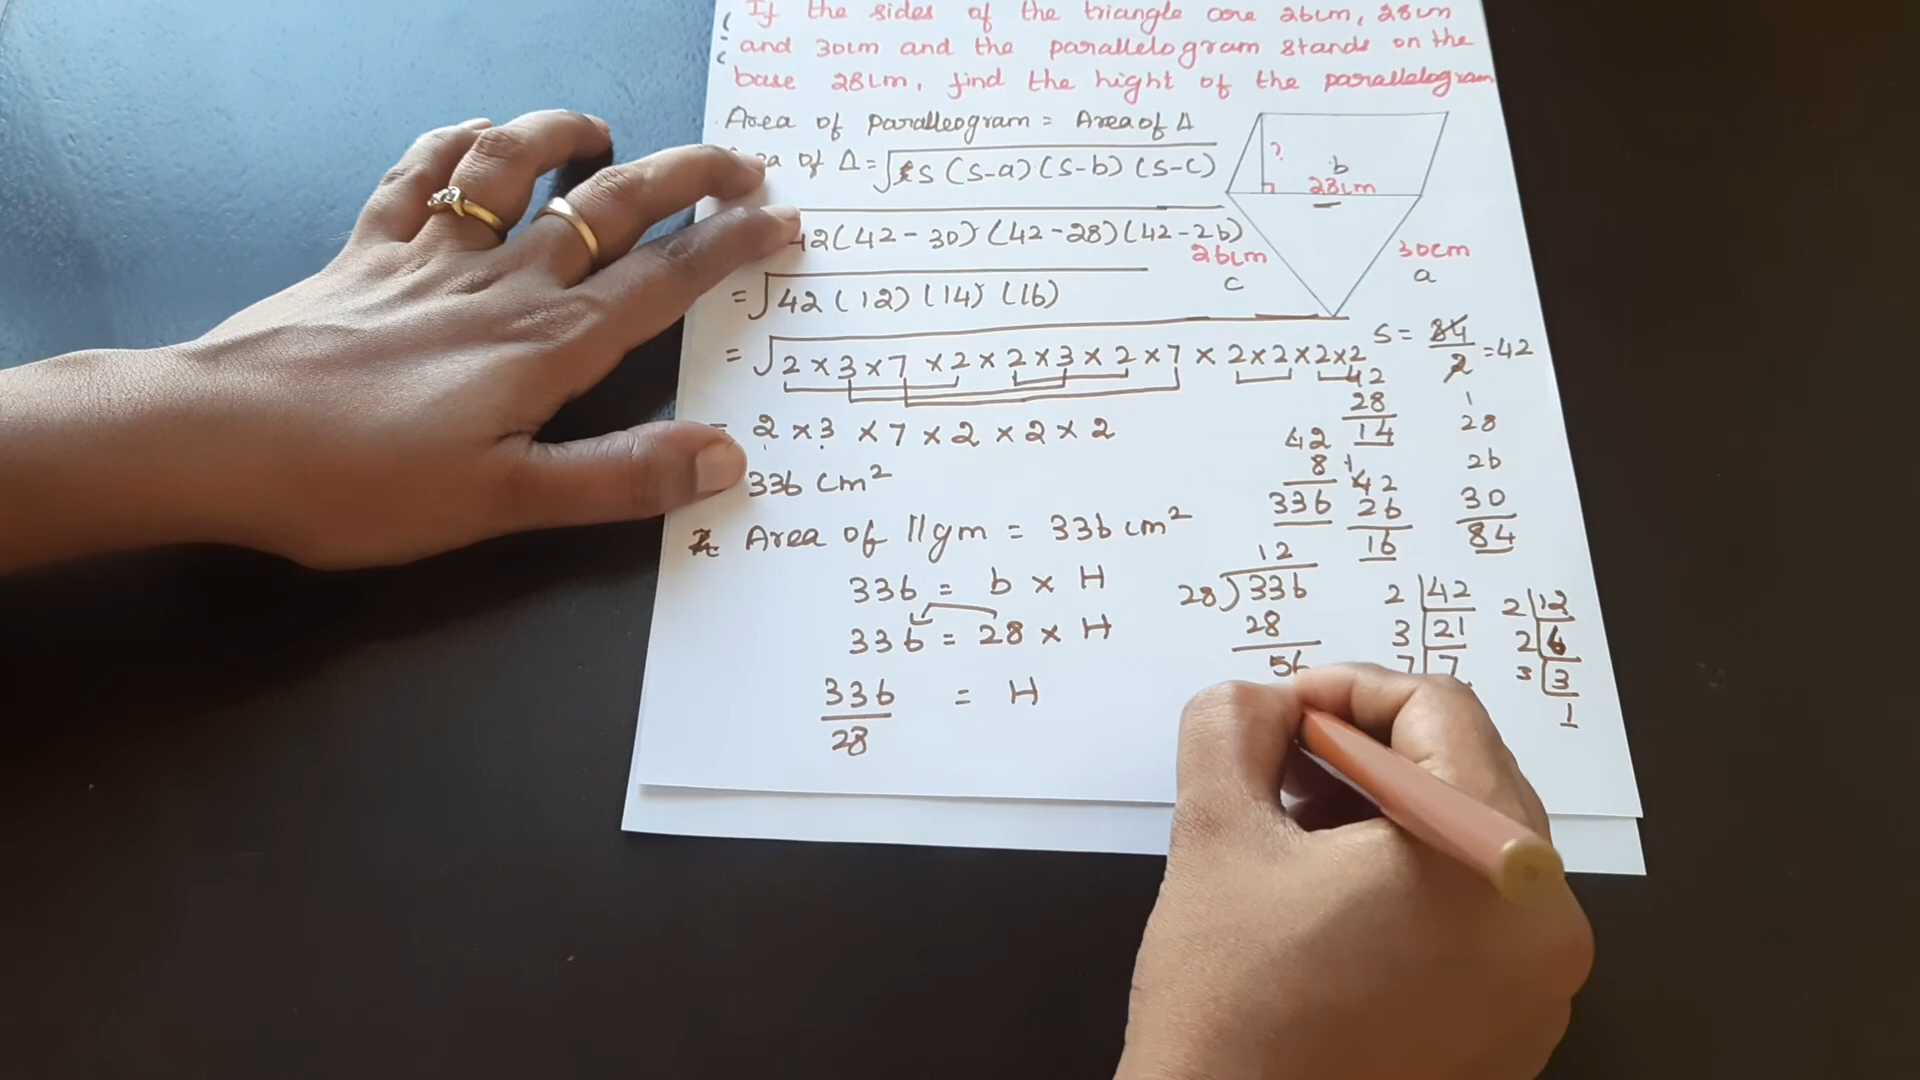 If the sides of the triangle are 26cm, 28cm
and 30cm and the parallelogram stands on the
base 28cm, find the hight of the parallelogram
Area of paralleogram = Area of Δ
of Δ = √s (s-a) (s-b) (s-c)
42(42-30) (42-28) (42-26)
= √42 (12) (14) (16)
= √2 × 3 × 7 × 2 × 2 × 3 × 2 × 7 × 2 × 2 × 2 × 2
= 2 × 3 × 7 × 2 × 2 × 2
336 cm²
Area of llgm = 336 cm²
336 = b × H
336 = 28 × H
336/28 = H
?
b
28cm
26cm
c
30cm
a
s = 84/2 = 42
1
28
26
30
84
42
28
14
42
8
336
42
26
16
12
28)336
28
56
2 42
3 21
7 7
2 12
2 6
3 3
1